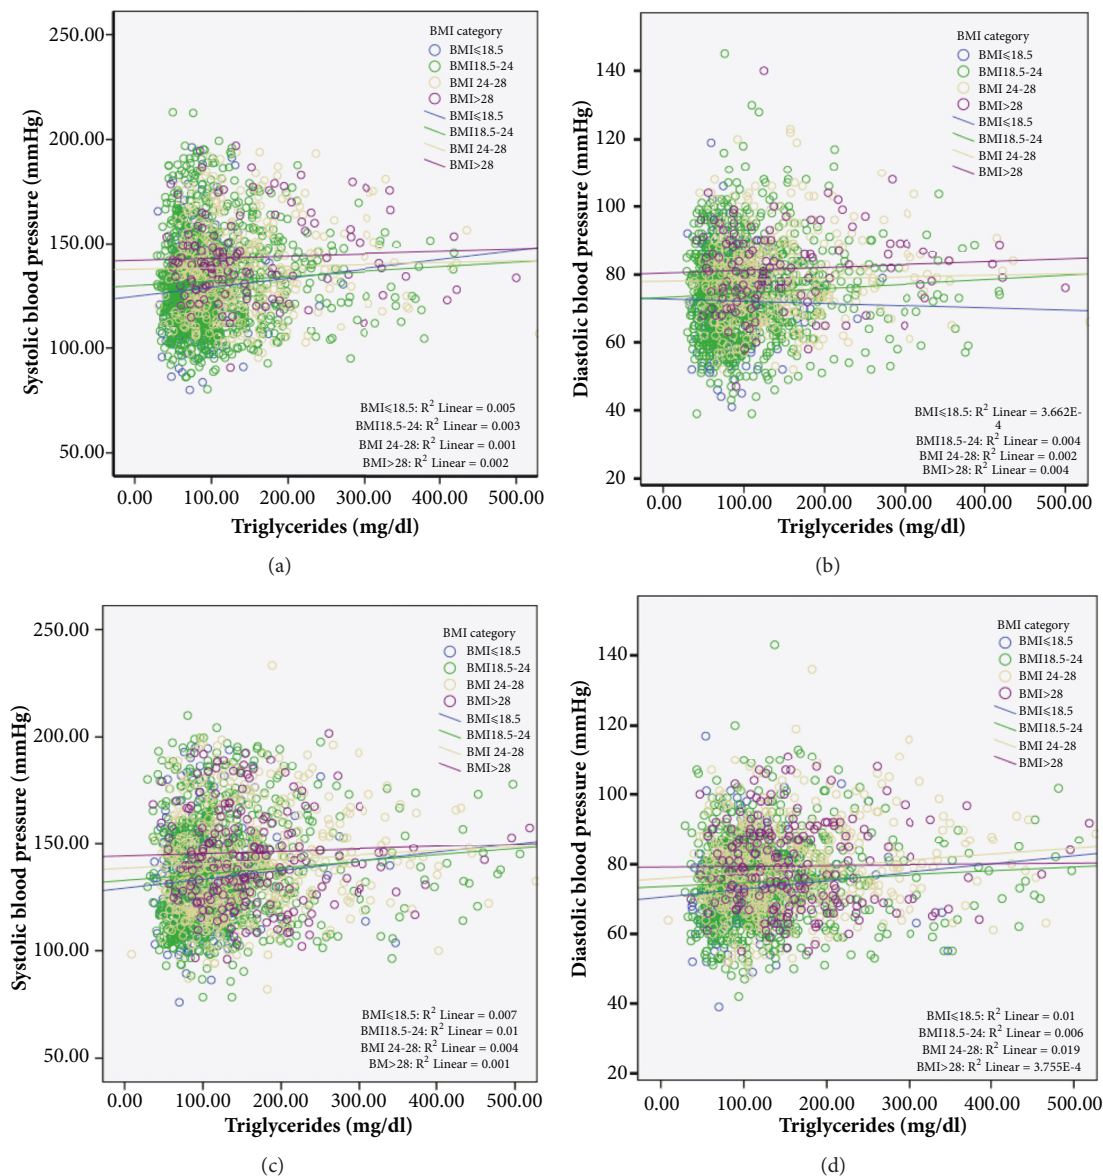 250.00
200.00
150.00
100.00
50.00
Systolic blood pressure (mmHg)
BMI category
BMI⩽18.5
BMI18.5-24
BMI 24-28
BMI>28
BMI⩽18.5
BMI18.5-24
BMI 24-28
BMI>28
BMI⩽18.5: R² Linear = 0.005
BMI18.5-24: R² Linear = 0.003
BMI 24-28: R² Linear = 0.001
BMI>28: R² Linear = 0.002
0.00 100.00 200.00 300.00 400.00 500.00
Triglycerides (mg/dl)
(a)
140
120
100
80
60
40
20
Diastolic blood pressure (mmHg)
BMI category
BMI⩽18.5
BMI18.5-24
BMI 24-28
BMI>28
BMI⩽18.5
BMI18.5-24
BMI 24-28
BMI>28
BMI⩽18.5: R² Linear = 3.662E-
4
BMI18.5-24: R² Linear = 0.004
BMI 24-28: R² Linear = 0.002
BMI>28: R² Linear = 0.004
0.00 100.00 200.00 300.00 400.00 500.00
Triglycerides (mg/dl)
(b)
250.00
200.00
150.00
100.00
50.00
Systolic blood pressure (mmHg)
BMI category
BMI⩽18.5
BMI18.5-24
BMI 24-28
BMI>28
BMI⩽18.5
BMI18.5-24
BMI 24-28
BMI>28
BMI⩽18.5: R² Linear = 0.007
BMI18.5-24: R² Linear = 0.01
BMI 24-28: R² Linear = 0.004
BM>28: R² Linear = 0.001
0.00 100.00 200.00 300.00 400.00 500.00
Triglycerides (mg/dl)
(c)
140
120
100
80
60
40
20
Diastolic blood pressure (mmHg)
BMI category
BMI⩽18.5
BMI18.5-24
BMI 24-28
BMI>28
BMI⩽18.5
BMI18.5-24
BMI 24-28
BMI>28
BMI⩽18.5: R² Linear = 0.01
BMI18.5-24: R² Linear = 0.006
BMI 24-28: R² Linear = 0.019
BMI>28: R² Linear = 3.755E-4
0.00 100.00 200.00 300.00 400.00 500.00
Triglycerides (mg/dl)
(d)